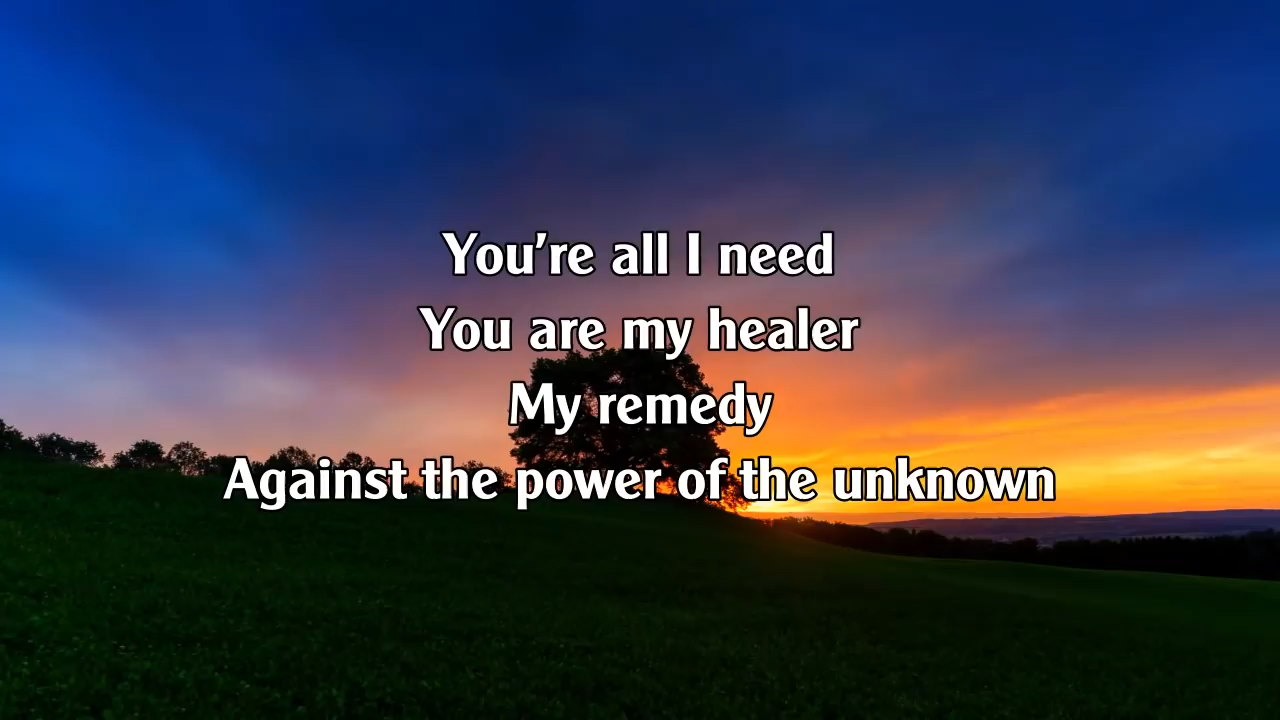 You're all I need
You are my healer
My remedy
Against the power of the unknown